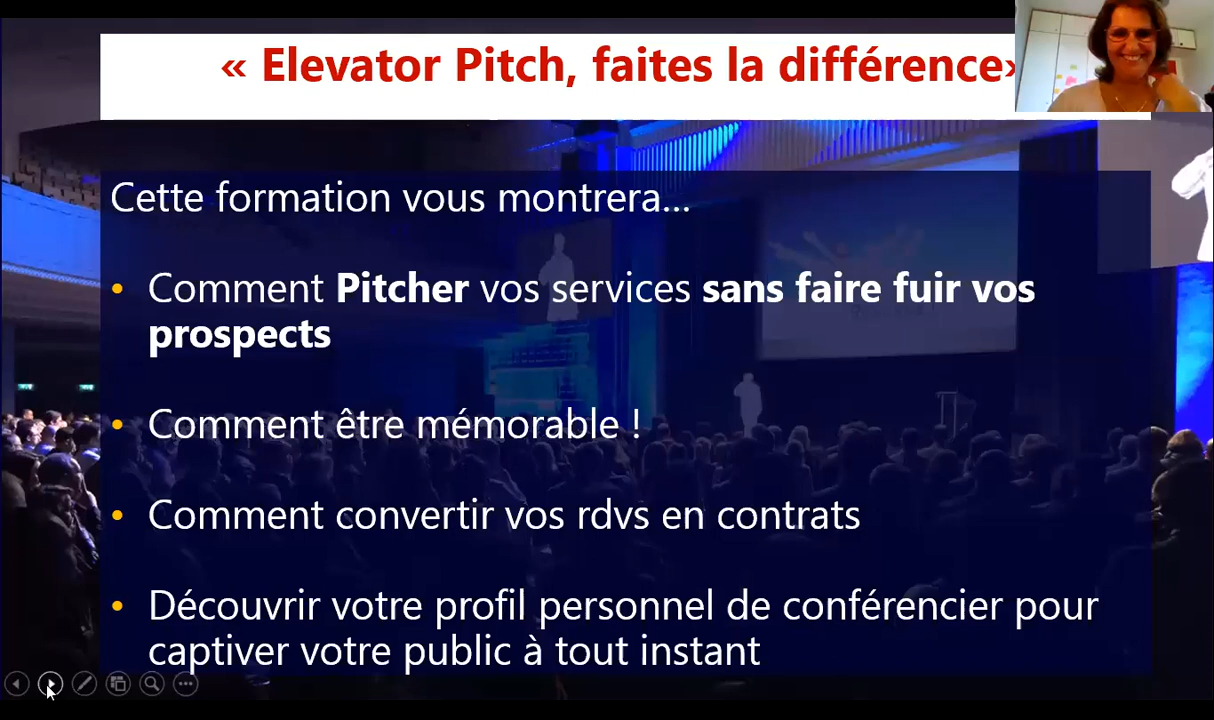 « Elevator Pitch, faites la différence»
Cette formation vous montrera...
• Comment Pitcher vos services sans faire fuir vos
prospects
• Comment être mémorable !
• Comment convertir vos rdvs en contrats
• Découvrir votre profil personnel de conférencier pour
captiver votre public à tout instant